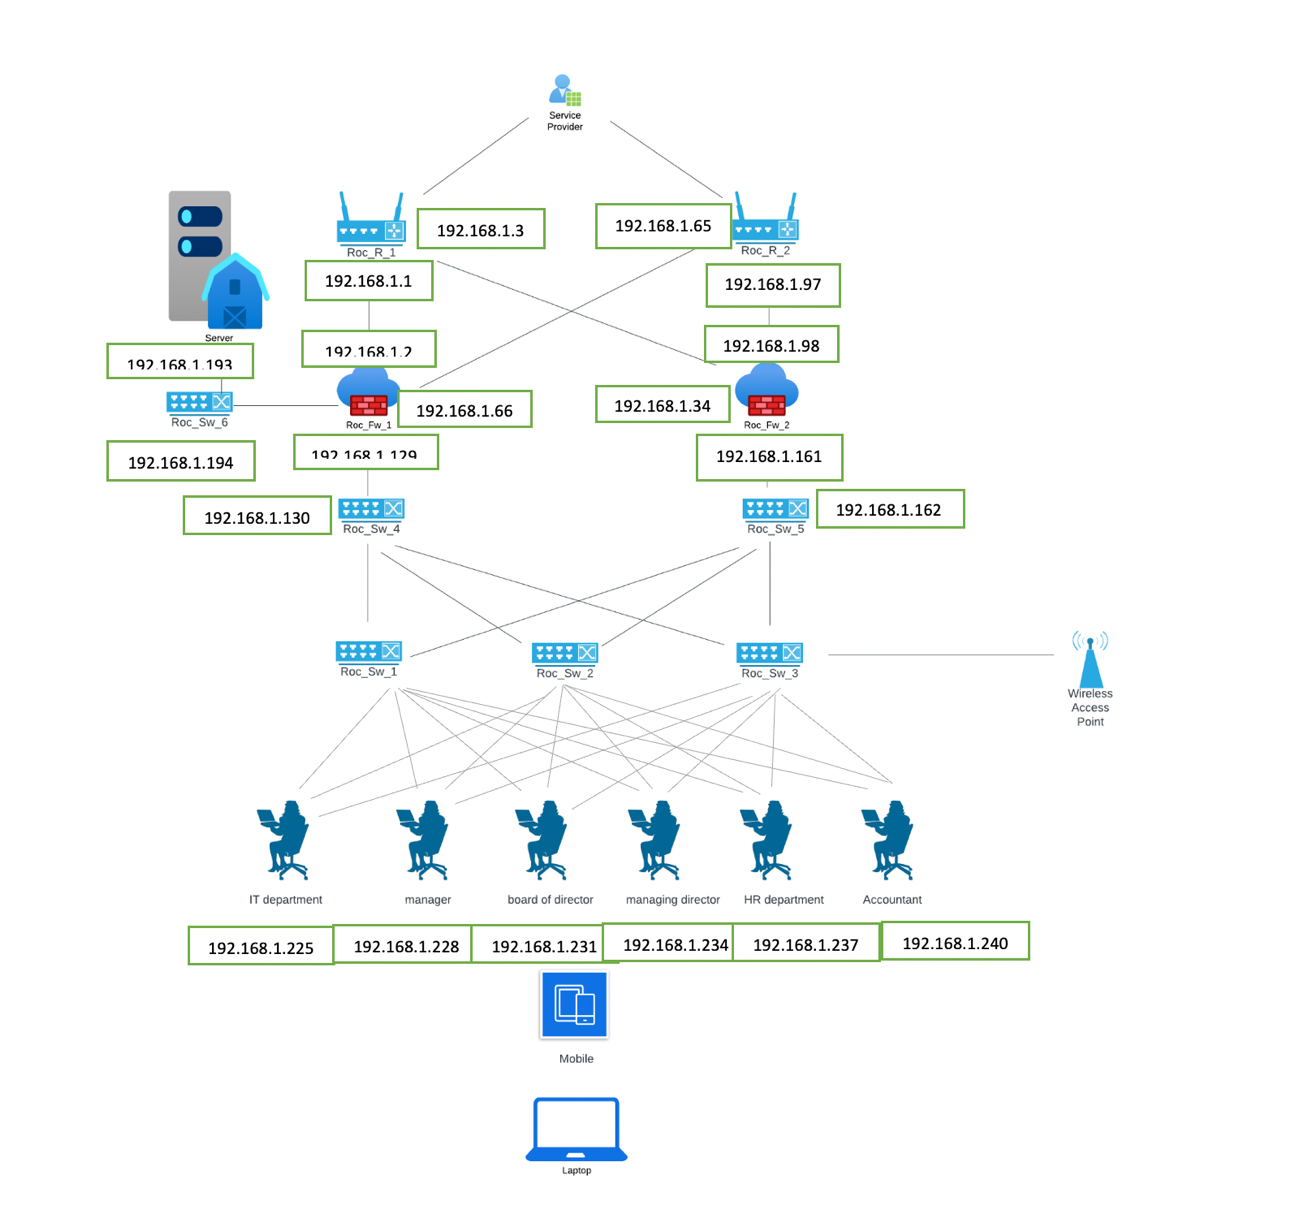 Service
Provider
192.168.1.3
192.168.1.65
Roc_R_1
Roc_R_2
192.168.1.1
192.168.1.97
Server
192.168.1.2
192.168.1.98
192.168.1.193
192.168.1.66
192.168.1.34
Roc_Sw_6
Roc_Fw_1
Roc_Fw_2
192.168.1.194
192.168.1.129
192.168.1.161
192.168.1.130
192.168.1.162
Roc_Sw_4
Roc_Sw_5
Roc_Sw_1
Roc_Sw_2
Roc_Sw_3
Wireless
Access
Point
IT department
manager
board of director
managing director
HR department
Accountant
192.168.1.225
192.168.1.228
192.168.1.231
192.168.1.234
192.168.1.237
192.168.1.240
Mobile
Laptop